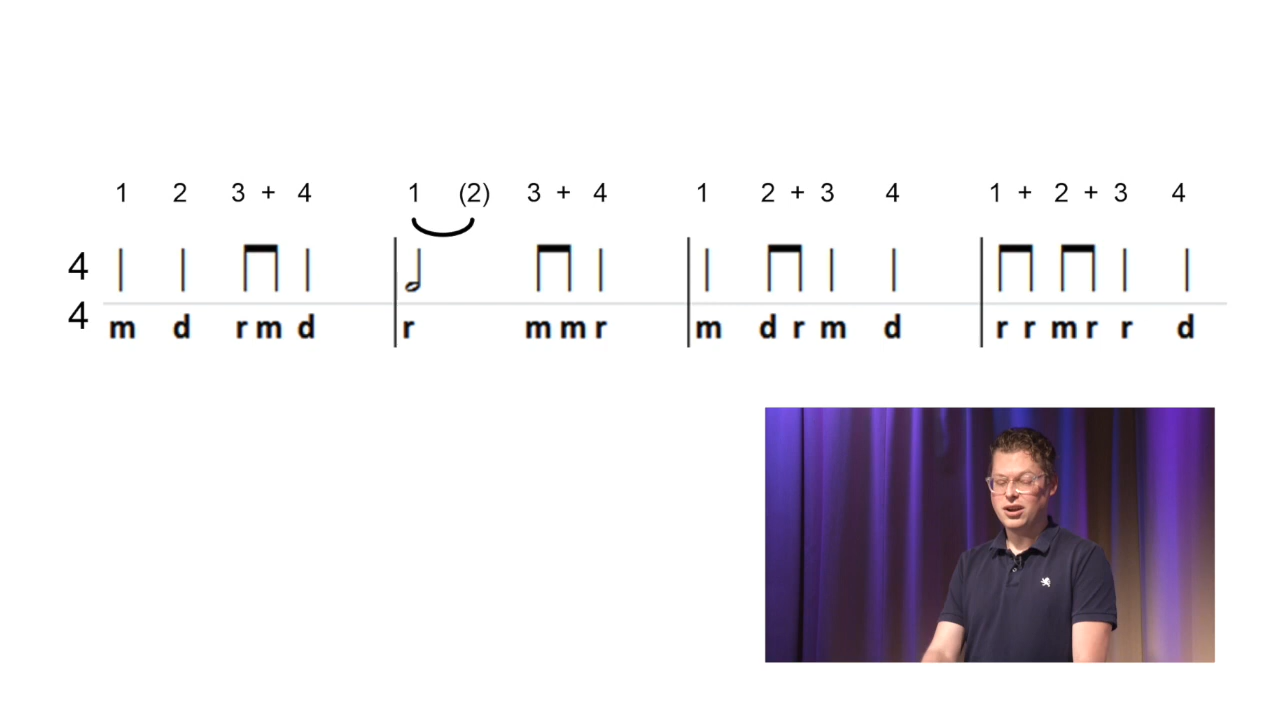 1 2 3 + 4 1 (2) 3 + 4 1 2 + 3 4 1 + 2 + 3 4
4
4
m d r m d r m m r m d r m d r r m r r d